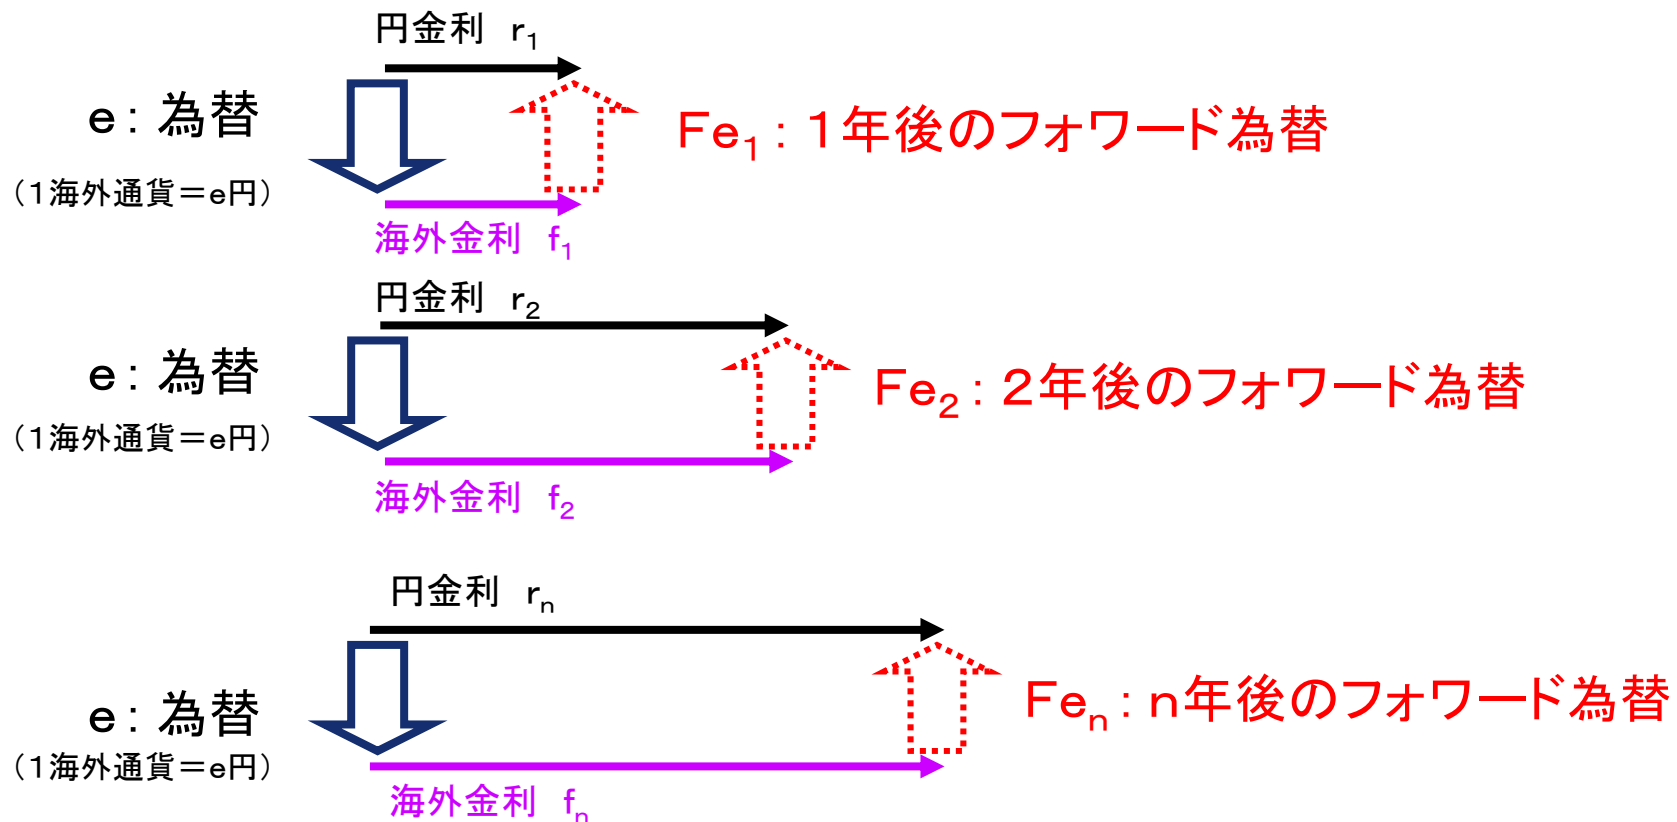 円金利 r₁
e：為替
（１海外通貨＝e円）
Fe₁：１年後のフォワード為替
海外金利 f₁
円金利 r₂
e：為替
（１海外通貨＝e円）
Fe₂：２年後のフォワード為替
海外金利 f₂
円金利 rₙ
e：為替
（１海外通貨＝e円）
Feₙ：n年後のフォワード為替
海外金利 fₙ